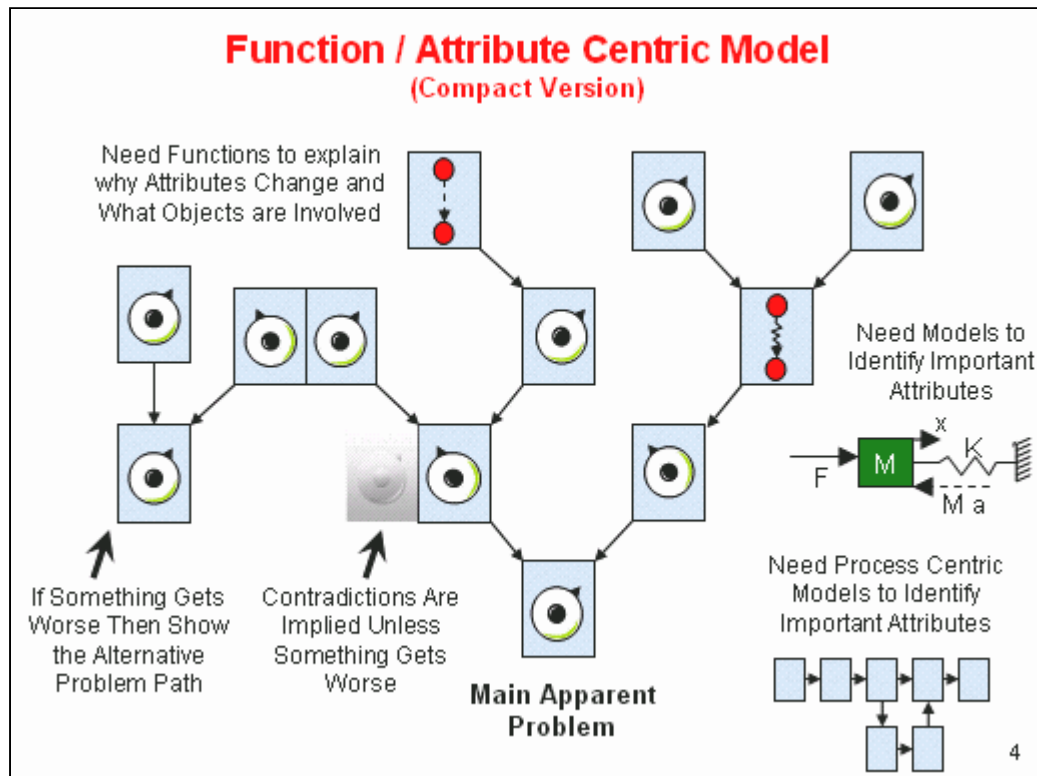 Function / Attribute Centric Model
(Compact Version)
Need Functions to explain
why Attributes Change and
What Objects are Involved
Need Models to
Identify Important
Attributes
x
K
M
F
M a
If Something Gets
Worse Then Show
the Alternative
Problem Path
Contradictions Are
Implied Unless
Something Gets
Worse
Main Apparent
Problem
Need Process Centric
Models to Identify
Important Attributes
4